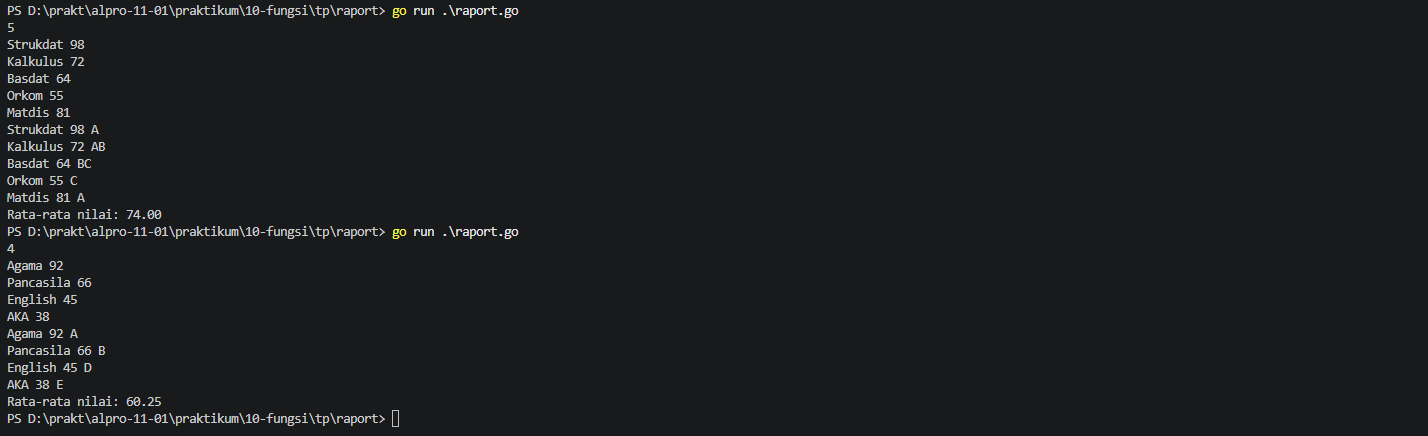 PS D:\prakt\alpro-11-01\praktikum\10-fungsi\tp\raport> go run .\raport.go
5
Strukdat 98
Kalkulus 72
Basdat 64
Orkom 55
Matdis 81
Strukdat 98 A
Kalkulus 72 AB
Basdat 64 BC
Orkom 55 C
Matdis 81 A
Rata-rata nilai: 74.00
PS D:\prakt\alpro-11-01\praktikum\10-fungsi\tp\raport> go run .\raport.go
4
Agama 92
Pancasila 66
English 45
AKA 38
Agama 92 A
Pancasila 66 B
English 45 D
AKA 38 E
Rata-rata nilai: 60.25
PS D:\prakt\alpro-11-01\praktikum\10-fungsi\tp\raport>